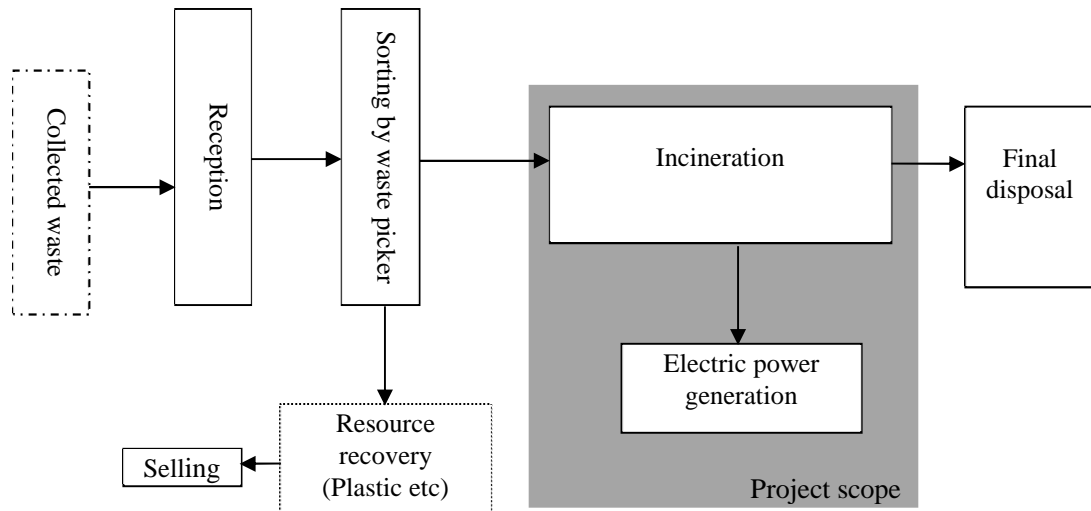 Collected waste
Reception
Sorting by waste picker
Incineration
Final
disposal
Electric power
generation
Resource
recovery
(Plastic etc)
Selling
Project scope